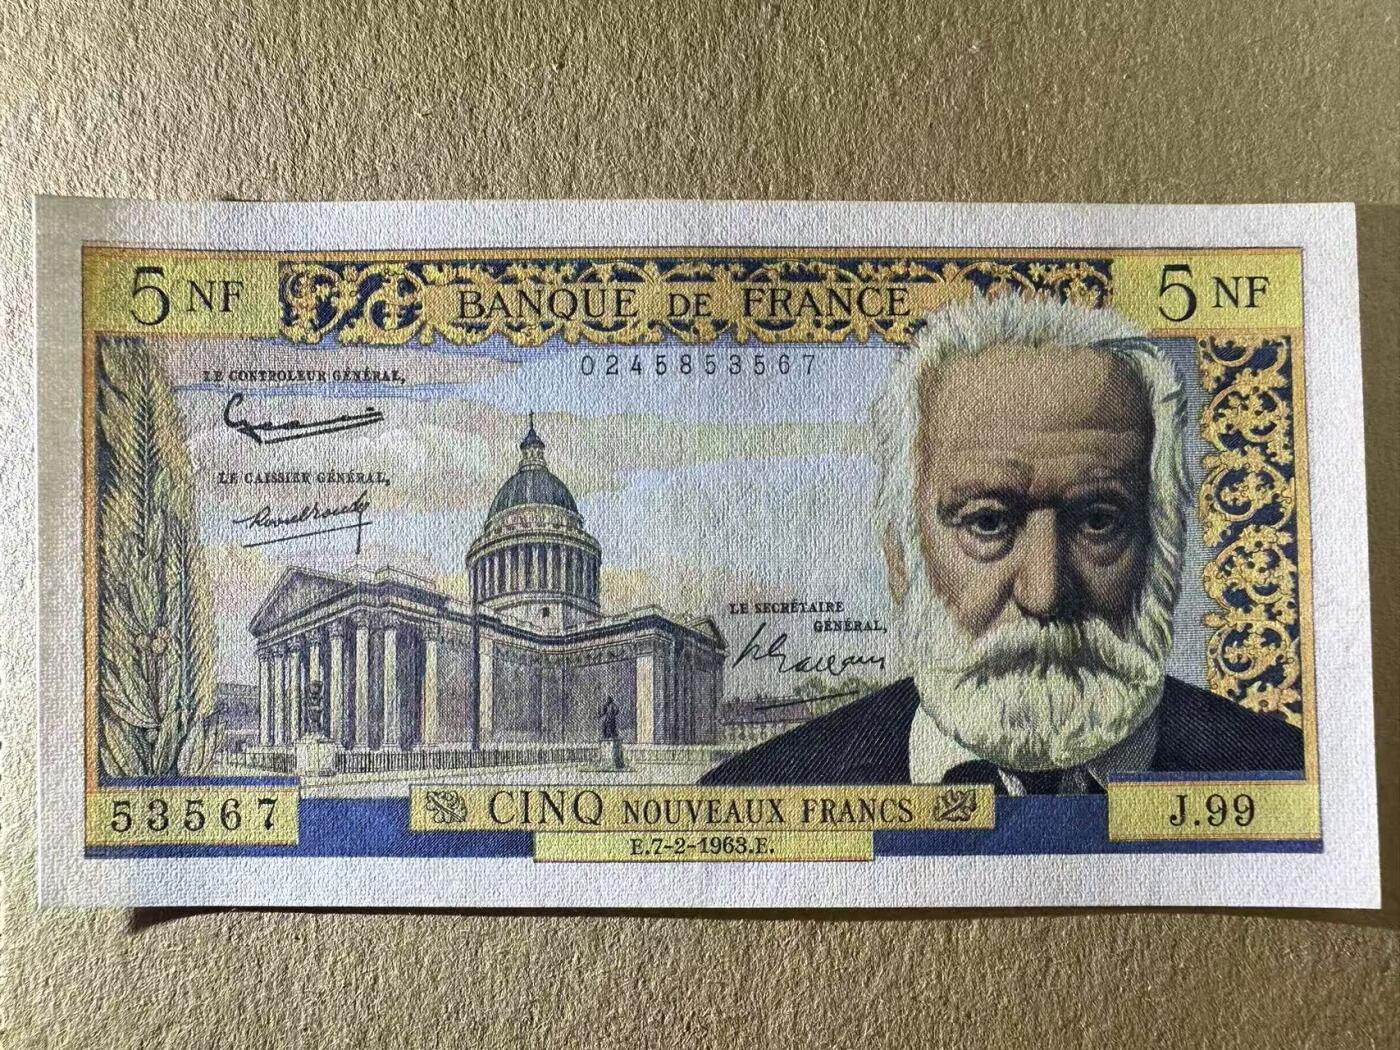 5 NF BANQUE DE FRANCE 5 NF
0245853567
LE CONTROLEUR GÉNÉRAL,
LE CAISSIER GÉNÉRAL,
LE SECRÉTAIRE
GÉNÉRAL,
53567 CINQ NOUVEAUX FRANCS J.99
E.7-2-1963.E.